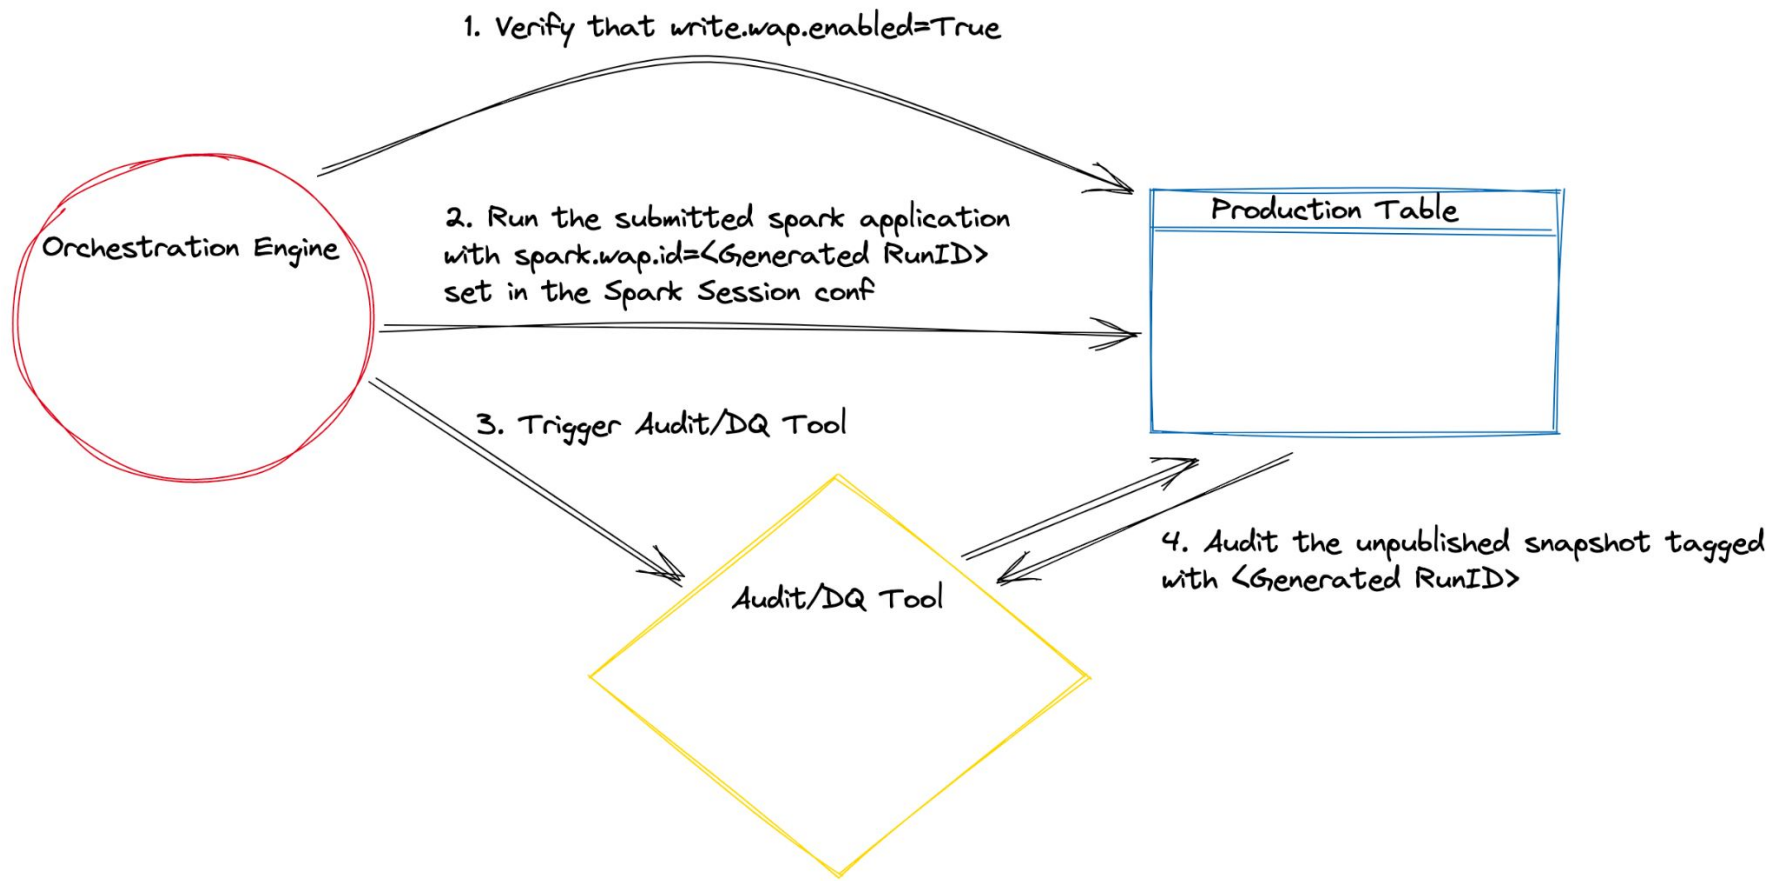 1. Verify that write.wap.enabled=True
Orchestration Engine
2. Run the submitted spark application
with spark.wap.id=<Generated RunID>
set in the Spark Session conf
Production Table
3. Trigger Audit/DQ Tool
Audit/DQ Tool
4. Audit the unpublished snapshot tagged
with <Generated RunID>